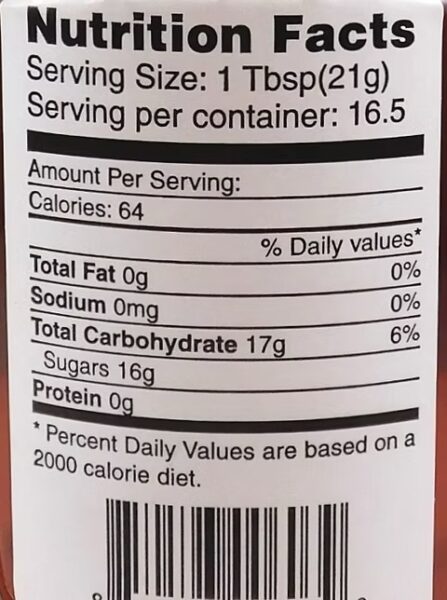 Nutrition Facts
Serving Size: 1 Tbsp(21g)
Serving per container: 16.5
Amount Per Serving:
Calories: 64
% Daily values*
Total Fat 0g 0%
Sodium 0mg 0%
Total Carbohydrate 17g 6%
Sugars 16g
Protein 0g
* Percent Daily Values are based on a
2000 calorie diet.